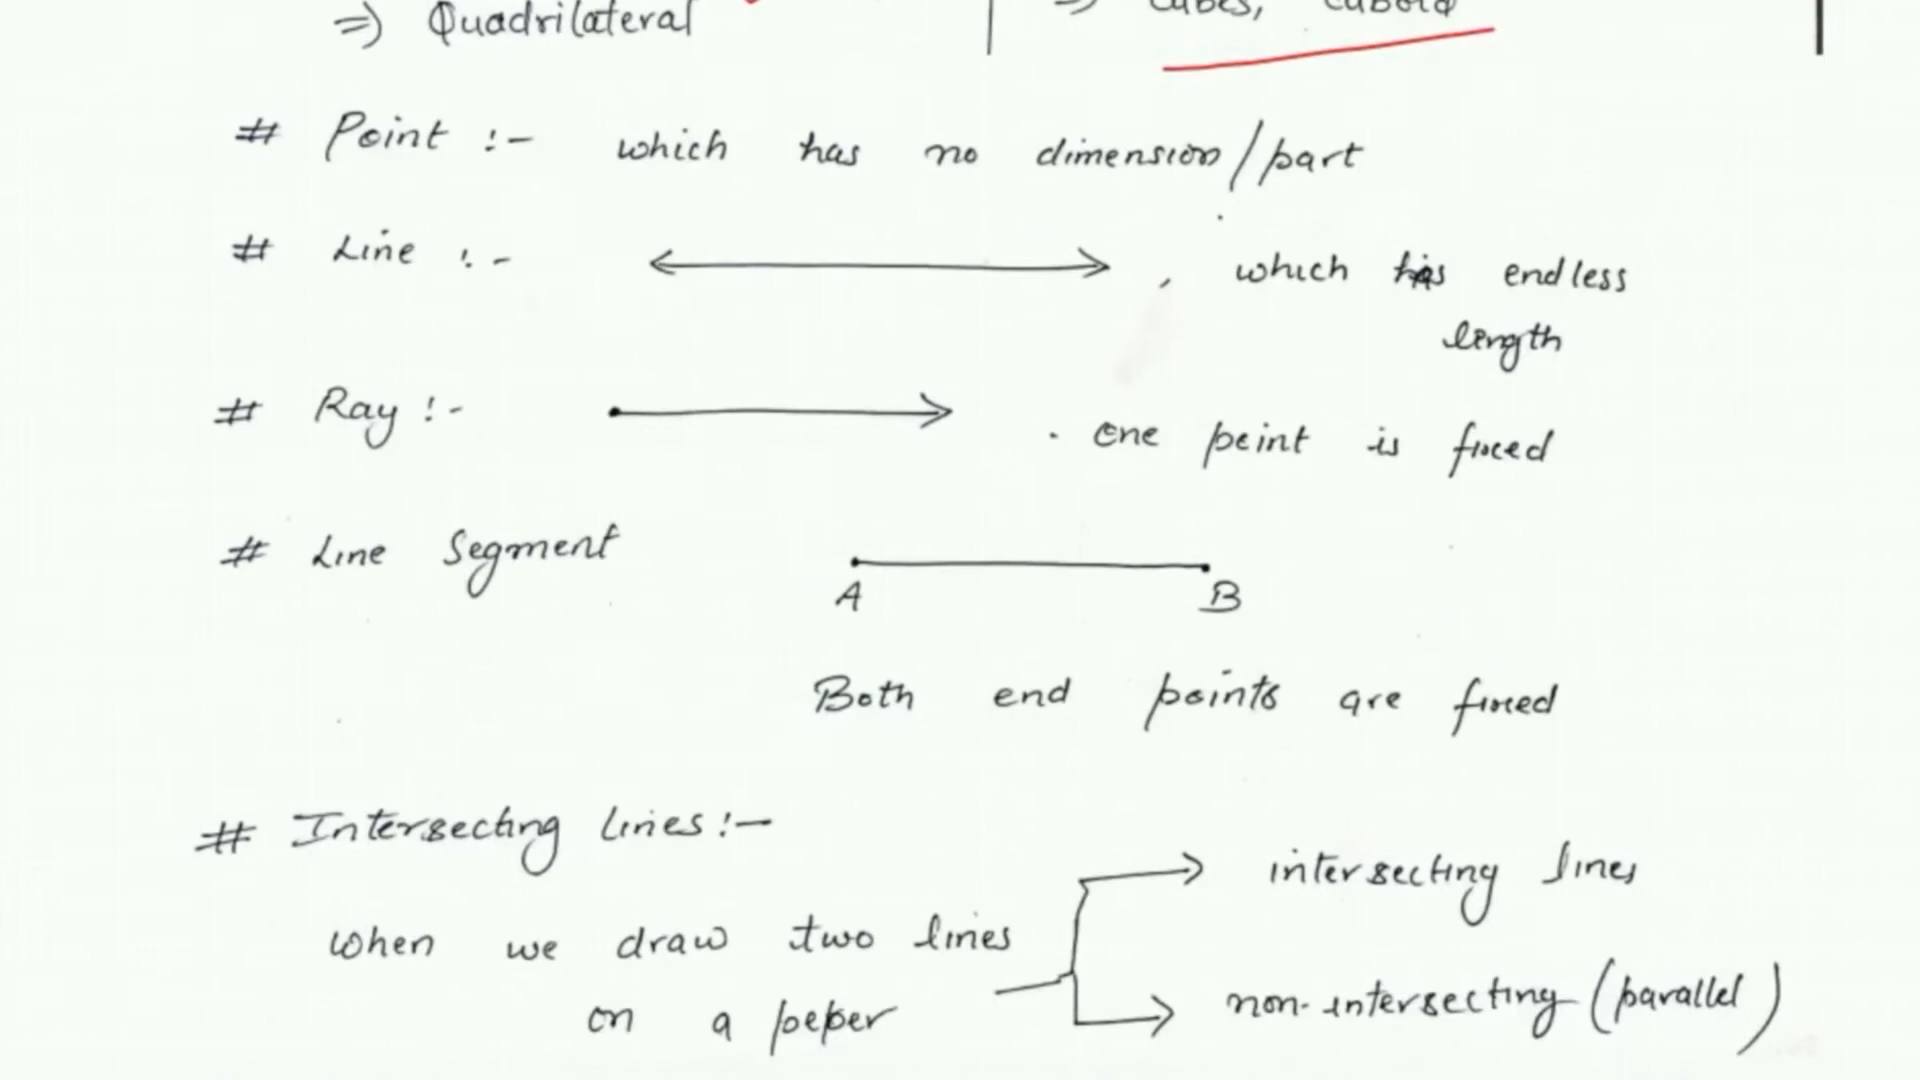 => Quadrilateral
=> Cubes, Cuboid
# Point :- which has no dimension/part
# Line :- , which has endless
length
# Ray :- . One point is fixed
# Line Segment
A B
Both end points are fixed
# Intersecting lines :-
when we draw two lines
on a peper
intersecting lines
non-intersecting (parallel)